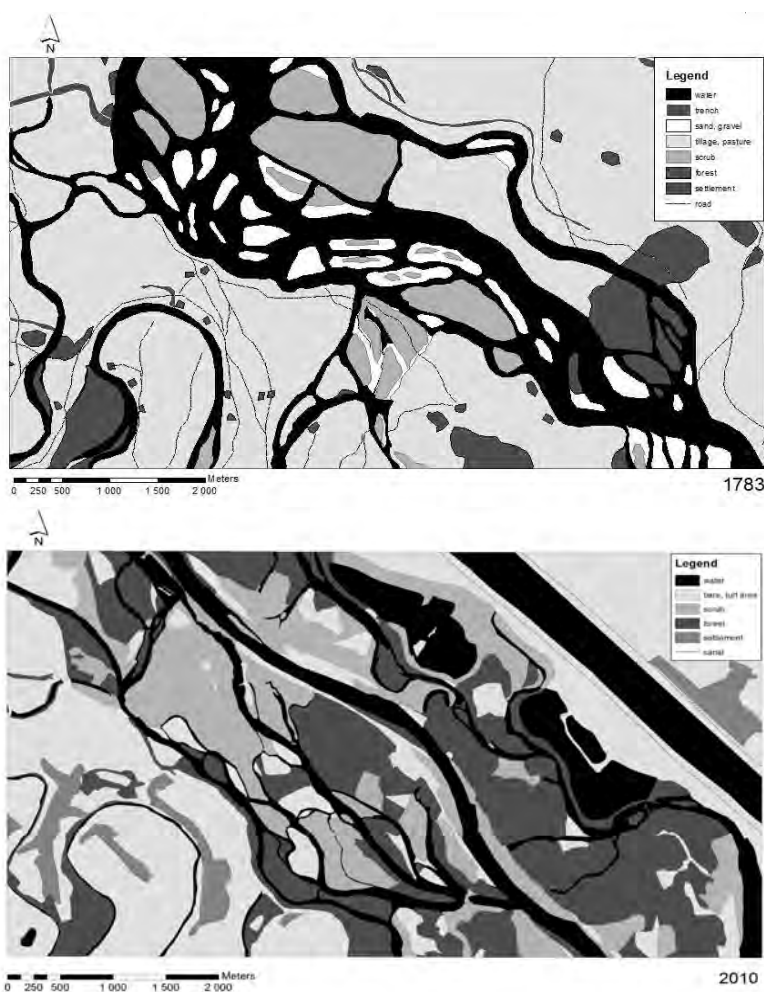 N
Legend
water
trench
sand, gravel
tillage, pasture
scrub
forest
settlement
road
0 250 500 1 000 1 500 2 000 Meters
1783
N
Legend
water
bare, turf area
scrub
forest
settlement
canal
0 250 500 1 000 1 500 2 000 Meters
2010